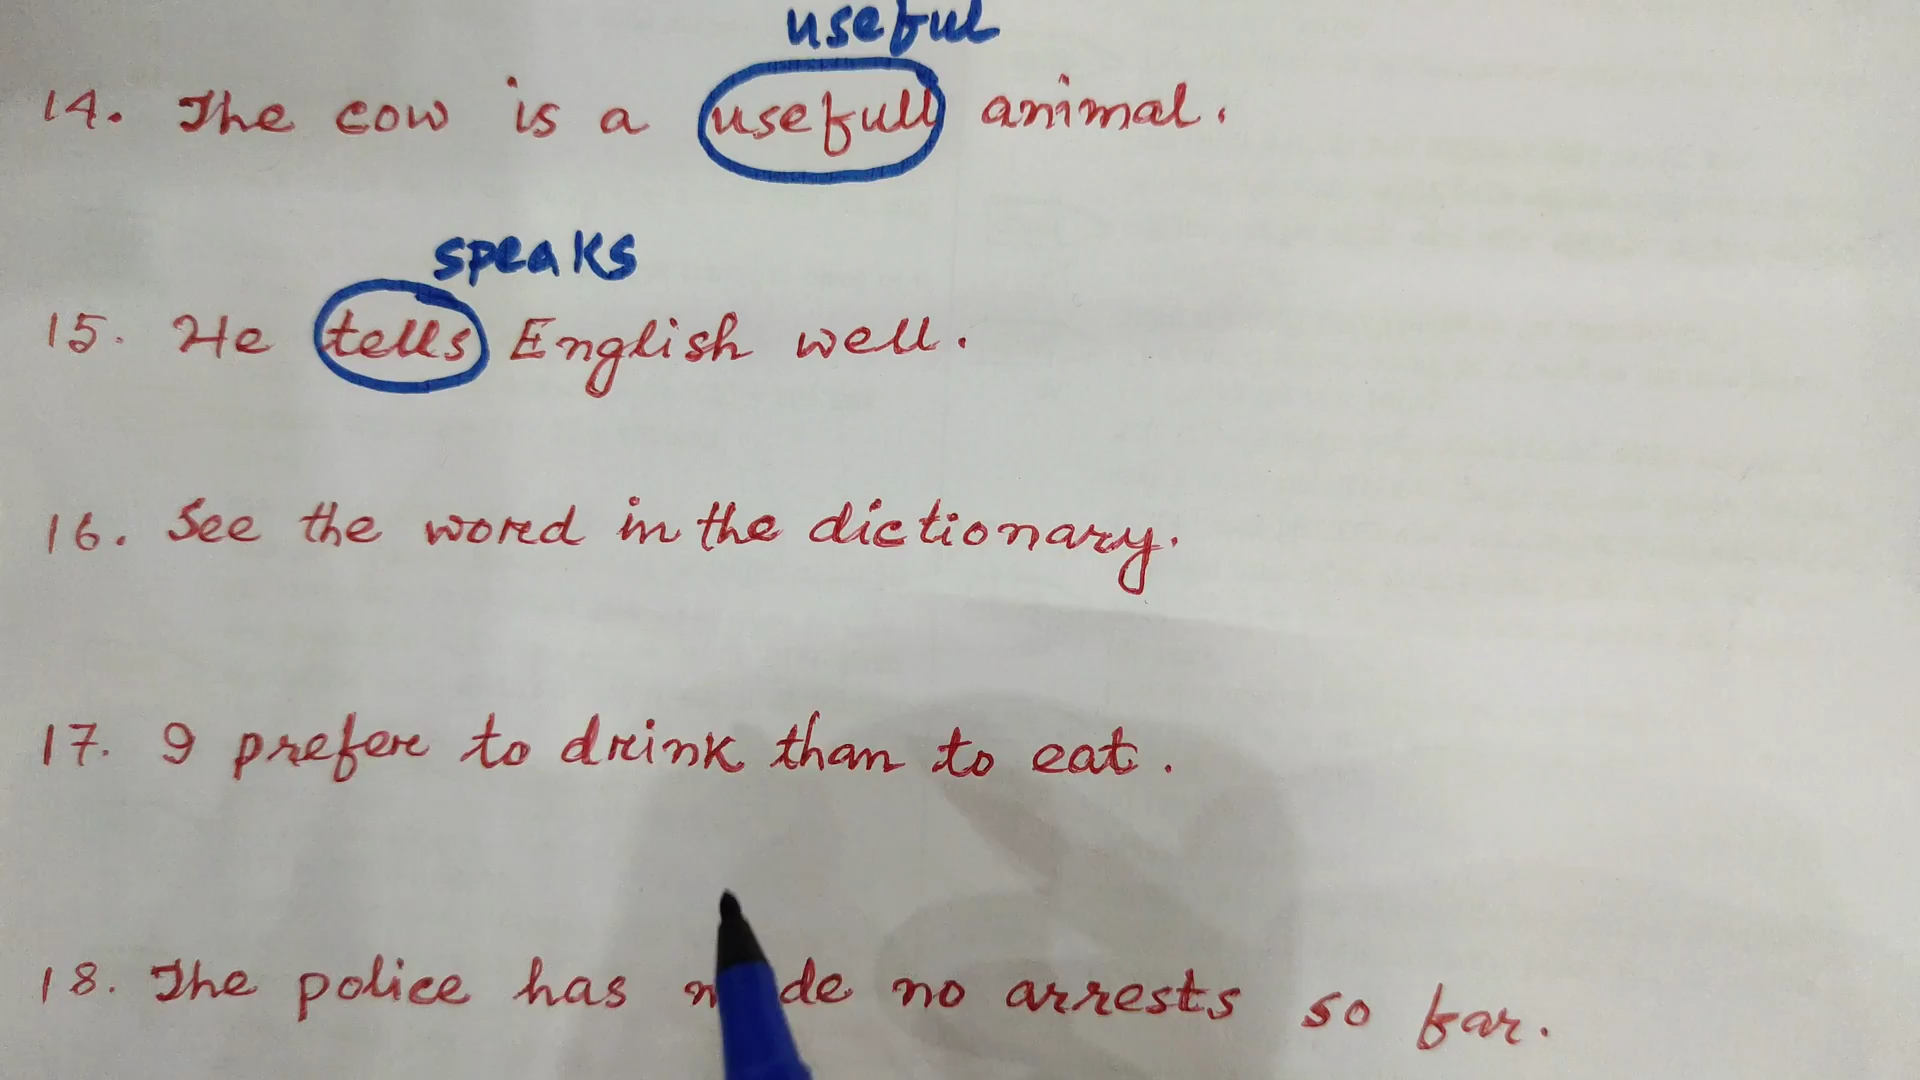 useful
14. The cow is a usefull animal.
speaks
15. He tells English well.
16. See the word in the dictionary.
17. I prefer to drink than to eat.
18. The police has de no arrests so far.